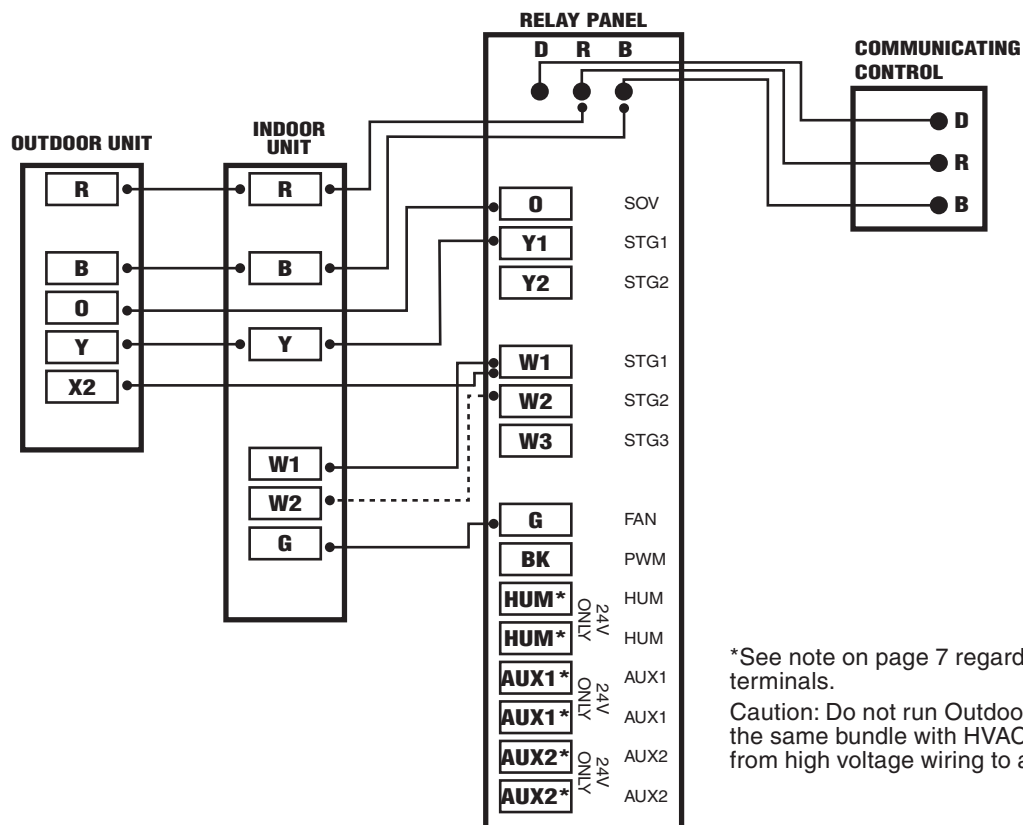 RELAY PANEL
D R B
COMMUNICATING
CONTROL
D
R
B
OUTDOOR UNIT
R
B
O
Y
X2
INDOOR
UNIT
R
B
Y
W1
W2
G
O SOV
Y1 STG1
Y2 STG2
W1 STG1
W2 STG2
W3 STG3
G FAN
BK PWM
HUM* HUM
HUM* HUM
24V
ONLY
AUX1* AUX1
AUX1* AUX1
24V
ONLY
AUX2* AUX2
AUX2* AUX2
24V
ONLY
*See note on page 7 regard
terminals.
Caution: Do not run Outdoo
the same bundle with HVAC
from high voltage wiring to a